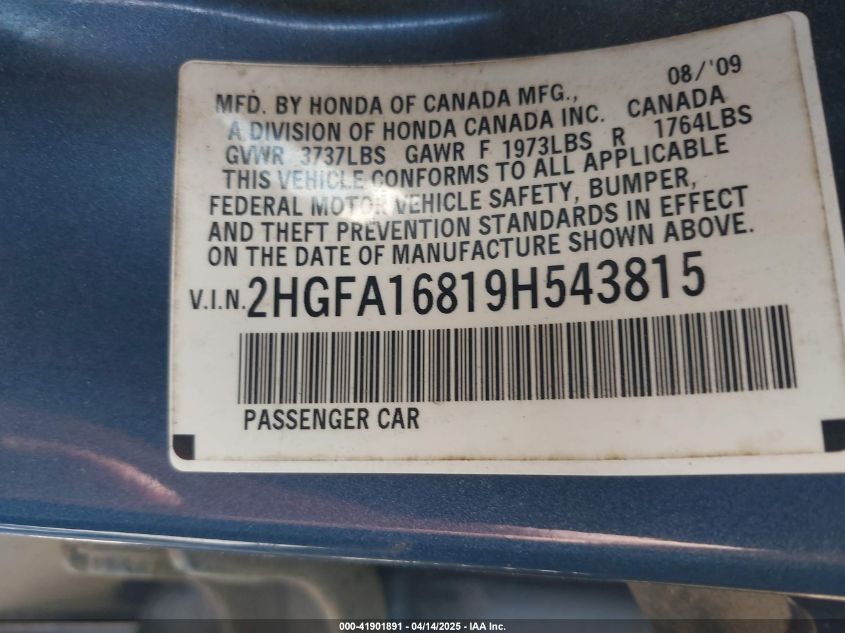 08/'09
MFD. BY HONDA OF CANADA MFG.,
A DIVISION OF HONDA CANADA INC. CANADA
GVWR 3737LBS GAWR F 1973LBS R 1764LBS
THIS VEHICLE CONFORMS TO ALL APPLICABLE
FEDERAL MOTOR VEHICLE SAFETY, BUMPER,
AND THEFT PREVENTION STANDARDS IN EFFECT
ON THE DATE OF MANUFACTURE SHOWN ABOVE.
V.I.N. 2HGFA16819H543815
PASSENGER CAR
000-41901891 - 04/14/2025 - IAA Inc.